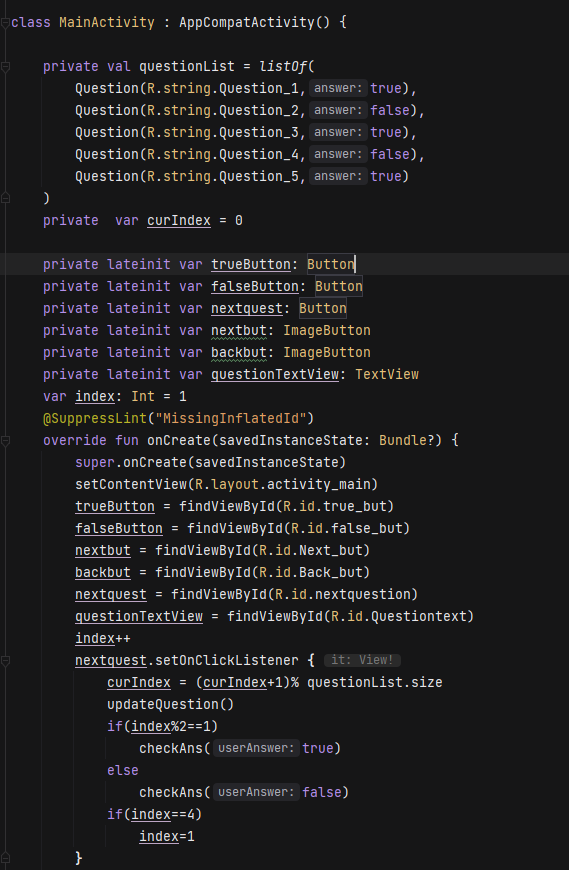 class MainActivity : AppCompatActivity() {
private val questionList = listOf(
Question(R.string.Question_1, answer: true),
Question(R.string.Question_2, answer: false),
Question(R.string.Question_3, answer: true),
Question(R.string.Question_4, answer: false),
Question(R.string.Question_5, answer: true)
)
private  var curIndex = 0
private lateinit var trueButton: Button
private lateinit var falseButton: Button
private lateinit var nextquest: Button
private lateinit var nextbut: ImageButton
private lateinit var backbut: ImageButton
private lateinit var questionTextView: TextView
var index: Int = 1
@SuppressLint("MissingInflatedId")
override fun onCreate(savedInstanceState: Bundle?) {
super.onCreate(savedInstanceState)
setContentView(R.layout.activity_main)
trueButton = findViewById(R.id.true_but)
falseButton = findViewById(R.id.false_but)
nextbut = findViewById(R.id.Next_but)
backbut = findViewById(R.id.Back_but)
nextquest = findViewById(R.id.nextquestion)
questionTextView = findViewById(R.id.Questiontext)
index++
nextquest.setOnClickListener { it: View!
curIndex = (curIndex+1)% questionList.size
updateQuestion()
if(index%2==1)
checkAns( userAnswer: true)
else
checkAns( userAnswer: false)
if(index==4)
index=1
}